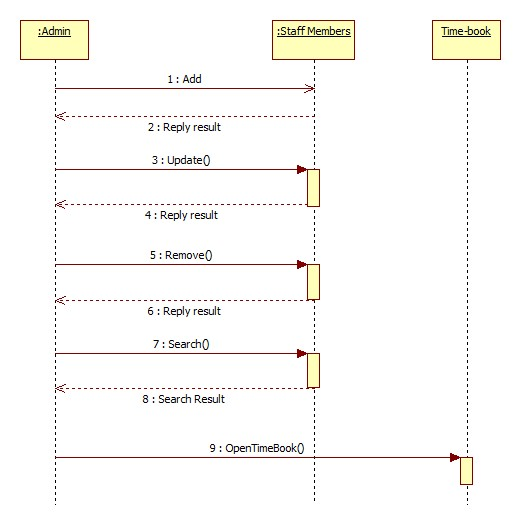 :Admin
:Staff Members
Time-book
1 : Add
2 : Reply result
3 : Update()
4 : Reply result
5 : Remove()
6 : Reply result
7 : Search()
8 : Search Result
9 : OpenTimeBook()